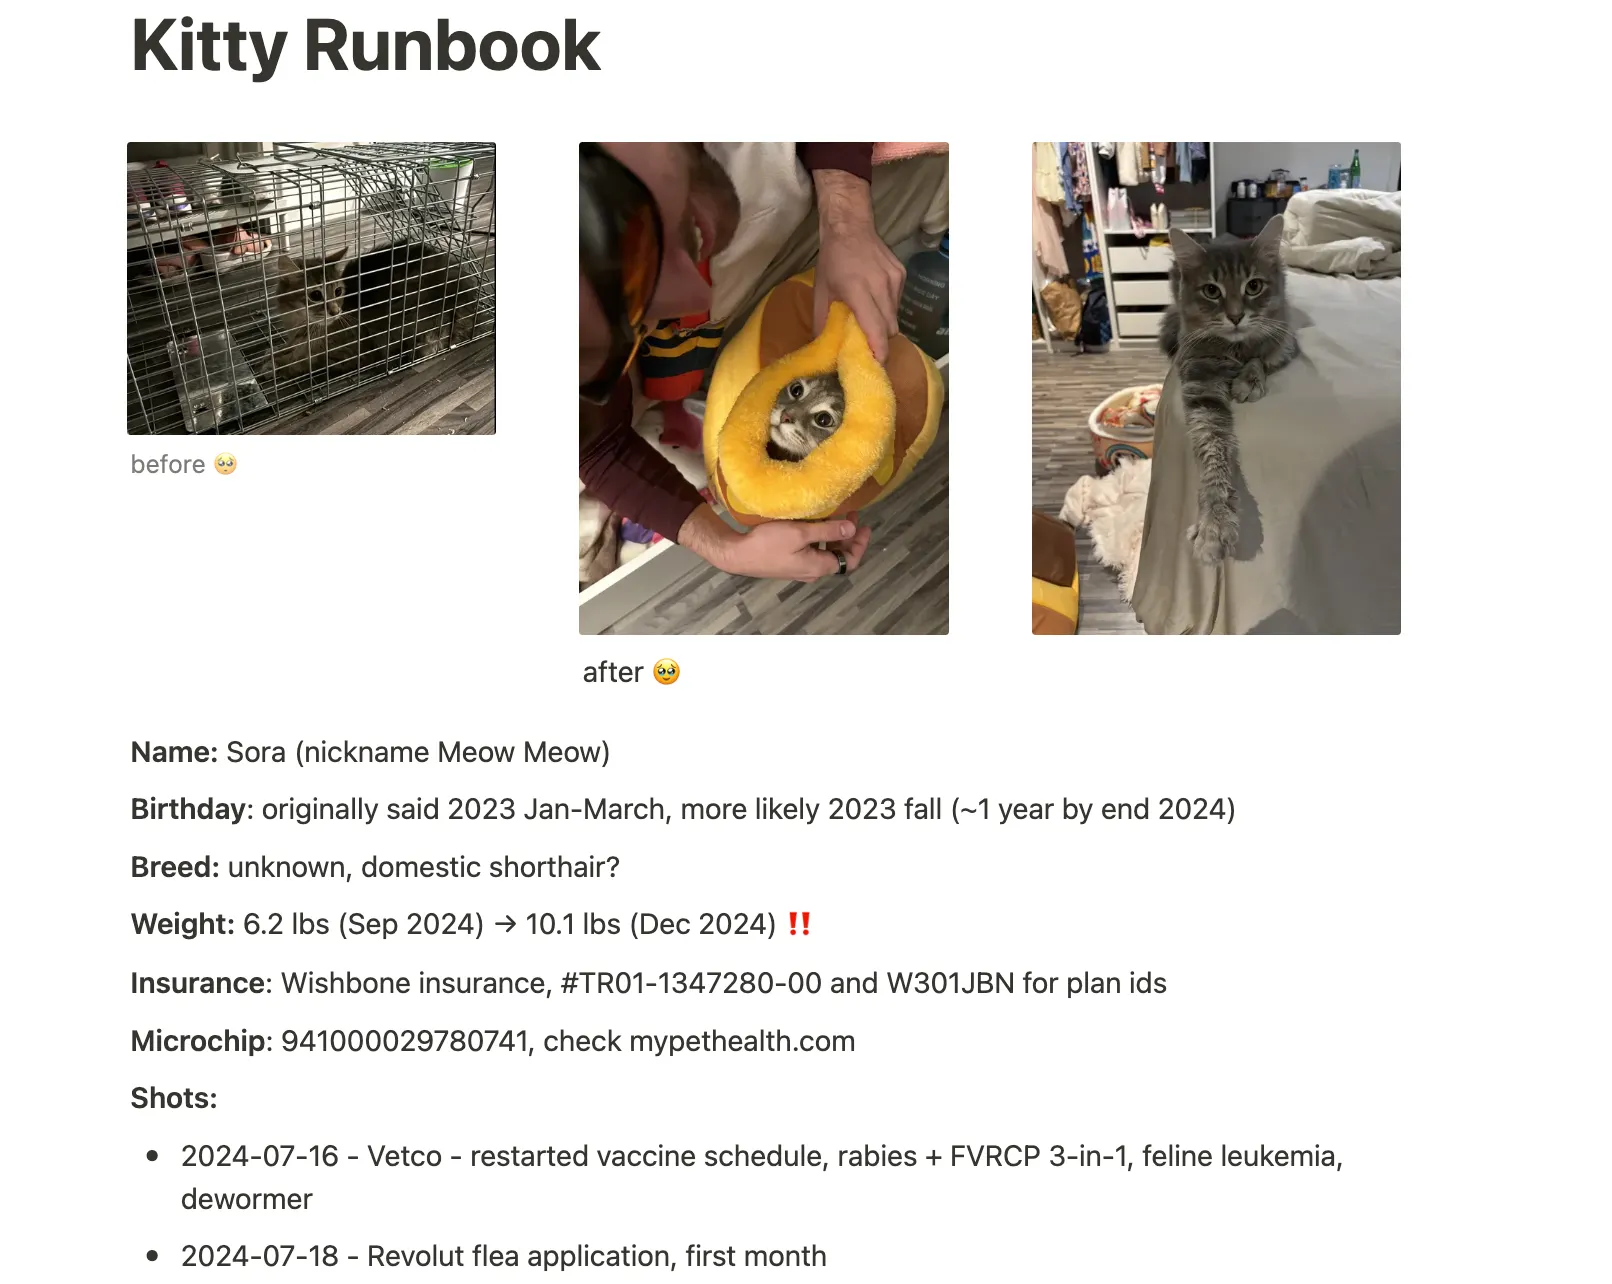 Kitty Runbook
before 🥺
after 🥹
Name: Sora (nickname Meow Meow)
Birthday: originally said 2023 Jan-March, more likely 2023 fall (~1 year by end 2024)
Breed: unknown, domestic shorthair?
Weight: 6.2 lbs (Sep 2024) → 10.1 lbs (Dec 2024) ‼️
Insurance: Wishbone insurance, #TR01-1347280-00 and W301JBN for plan ids
Microchip: 941000029780741, check mypethealth.com
Shots:
• 2024-07-16 - Vetco - restarted vaccine schedule, rabies + FVRCP 3-in-1, feline leukemia,
dewormer
• 2024-07-18 - Revolut flea application, first month